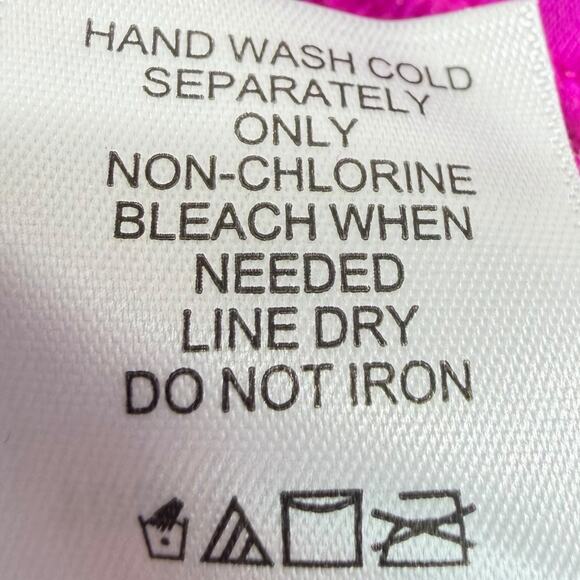 HAND WASH COLD
SEPARATELY
ONLY
NON-CHLORINE
BLEACH WHEN
NEEDED
LINE DRY
DO NOT IRON